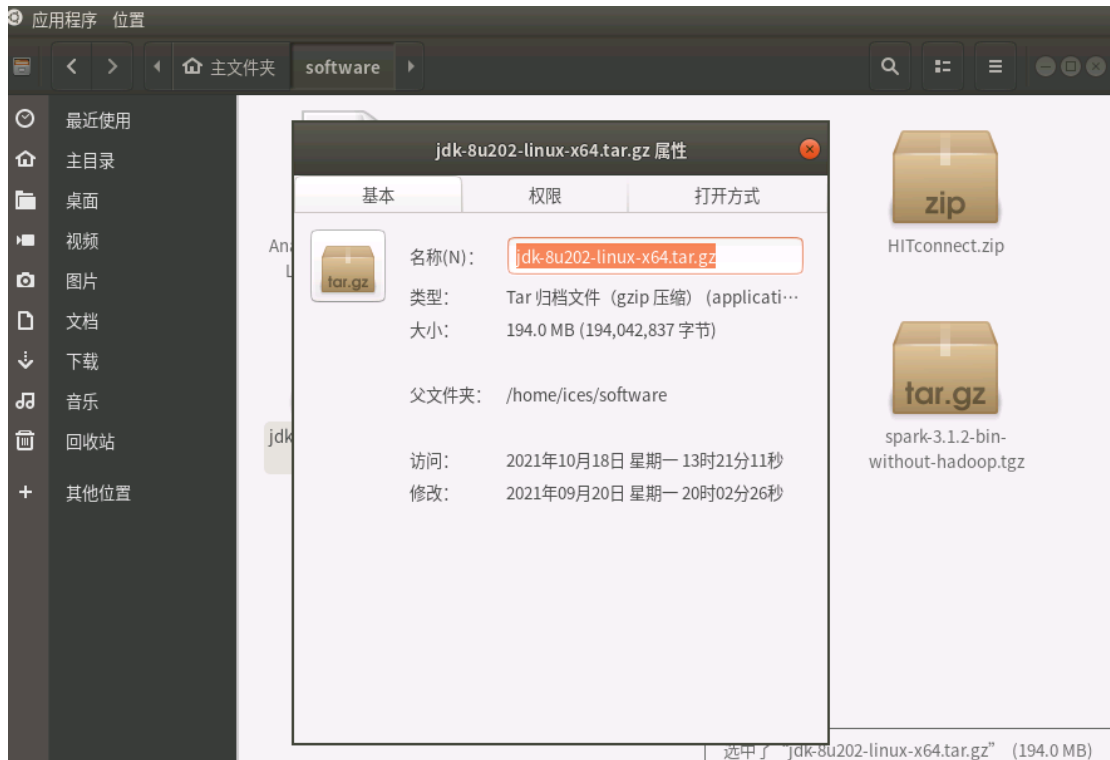 应用程序 位置
主文件夹 software
最近使用
主目录
桌面
视频
图片
文档
下载
音乐
回收站
其他位置
jdk-8u202-linux-x64.tar.gz 属性
基本 权限 打开方式
tar.gz
名称(N)： jdk-8u202-linux-x64.tar.gz
类型： Tar 归档文件（gzip 压缩） (applicati…
大小： 194.0 MB (194,042,837 字节)
父文件夹： /home/ices/software
访问： 2021年10月18日 星期一 13时21分11秒
修改： 2021年09月20日 星期一 20时02分26秒
Ana
L
jdk
zip
HITconnect.zip
tar.gz
spark-3.1.2-bin-
without-hadoop.tgz
选中了“jdk-8u202-linux-x64.tar.gz” (194.0 MB)